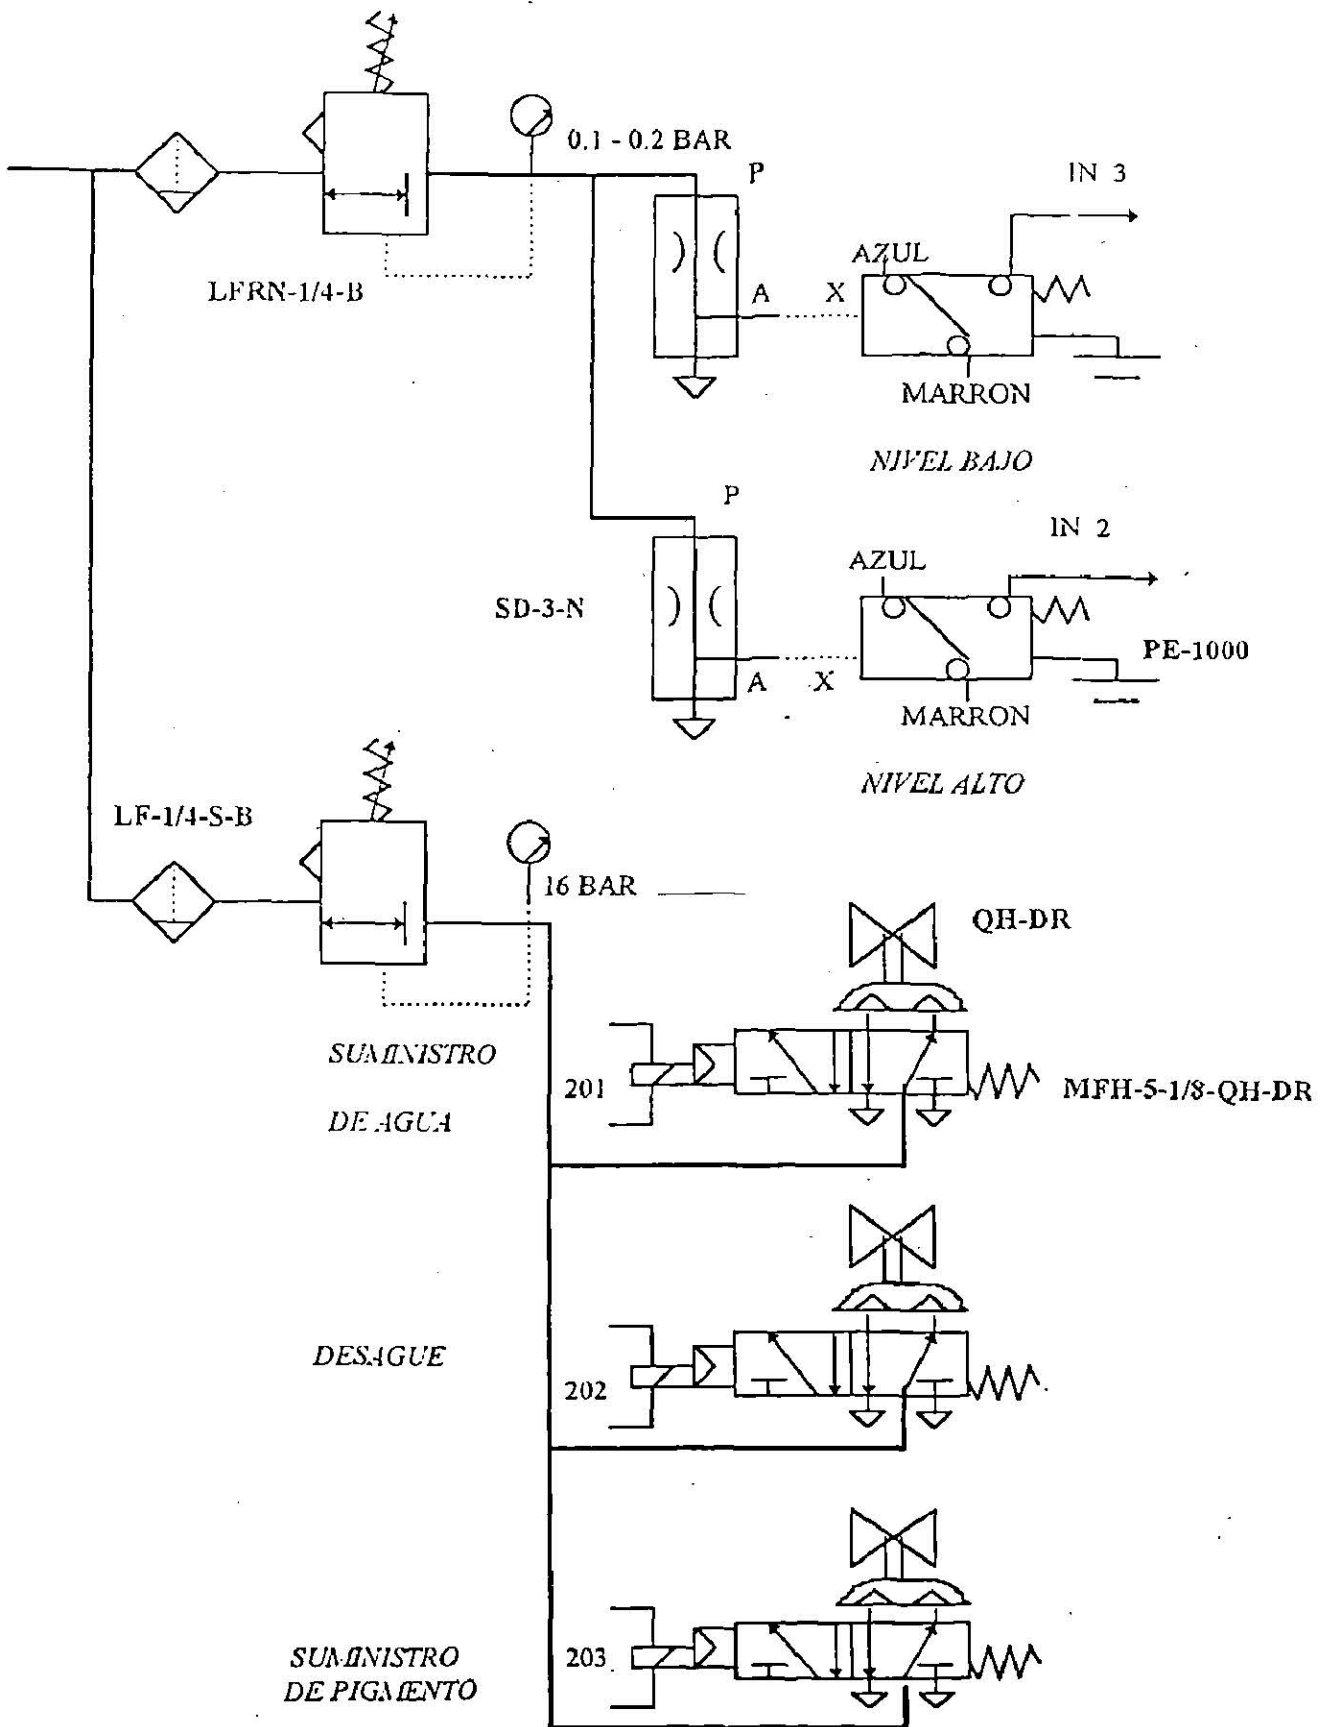 0.1 - 0.2 BAR
P
IN 3
AZUL
LFRN-1/4-B
A
X
MARRON
NIVEL BAJO
P
IN 2
AZUL
SD-3-N
PE-1000
A
X
MARRON
NIVEL ALTO
LF-1/4-S-B
16 BAR
QH-DR
SUMINISTRO
DE AGUA
201
MFH-5-1/8-QH-DR
DESAGUE
202
SUMINISTRO
DE PIGMENTO
203